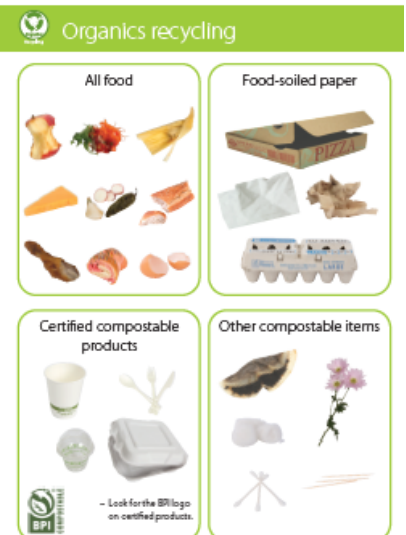 Organics recycling
All food
Food-soiled paper
PIZZA
Certified compostable
products
Other compostable items
BPI
COMPOSTABLE
– Look for the BPI logo
on certified products.